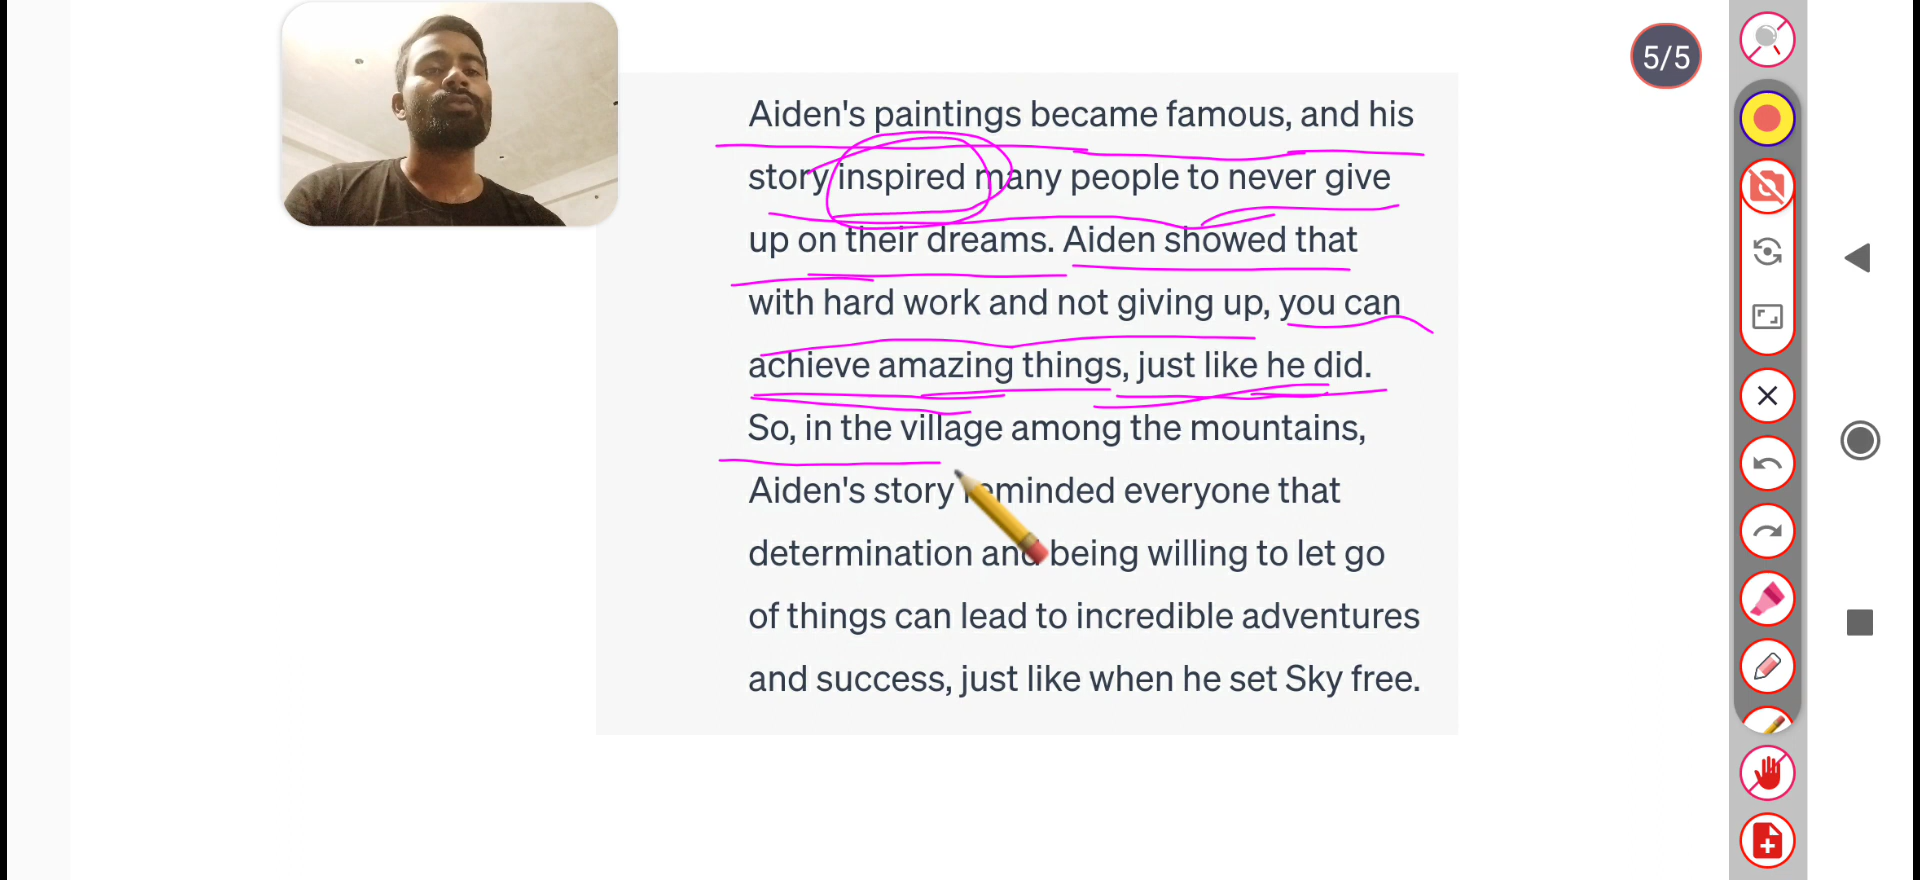 5/5
Aiden's paintings became famous, and his
story inspired many people to never give
up on their dreams. Aiden showed that
with hard work and not giving up, you can
achieve amazing things, just like he did.
So, in the village among the mountains,
Aiden's story reminded everyone that
determination and being willing to let go
of things can lead to incredible adventures
and success, just like when he set Sky free.